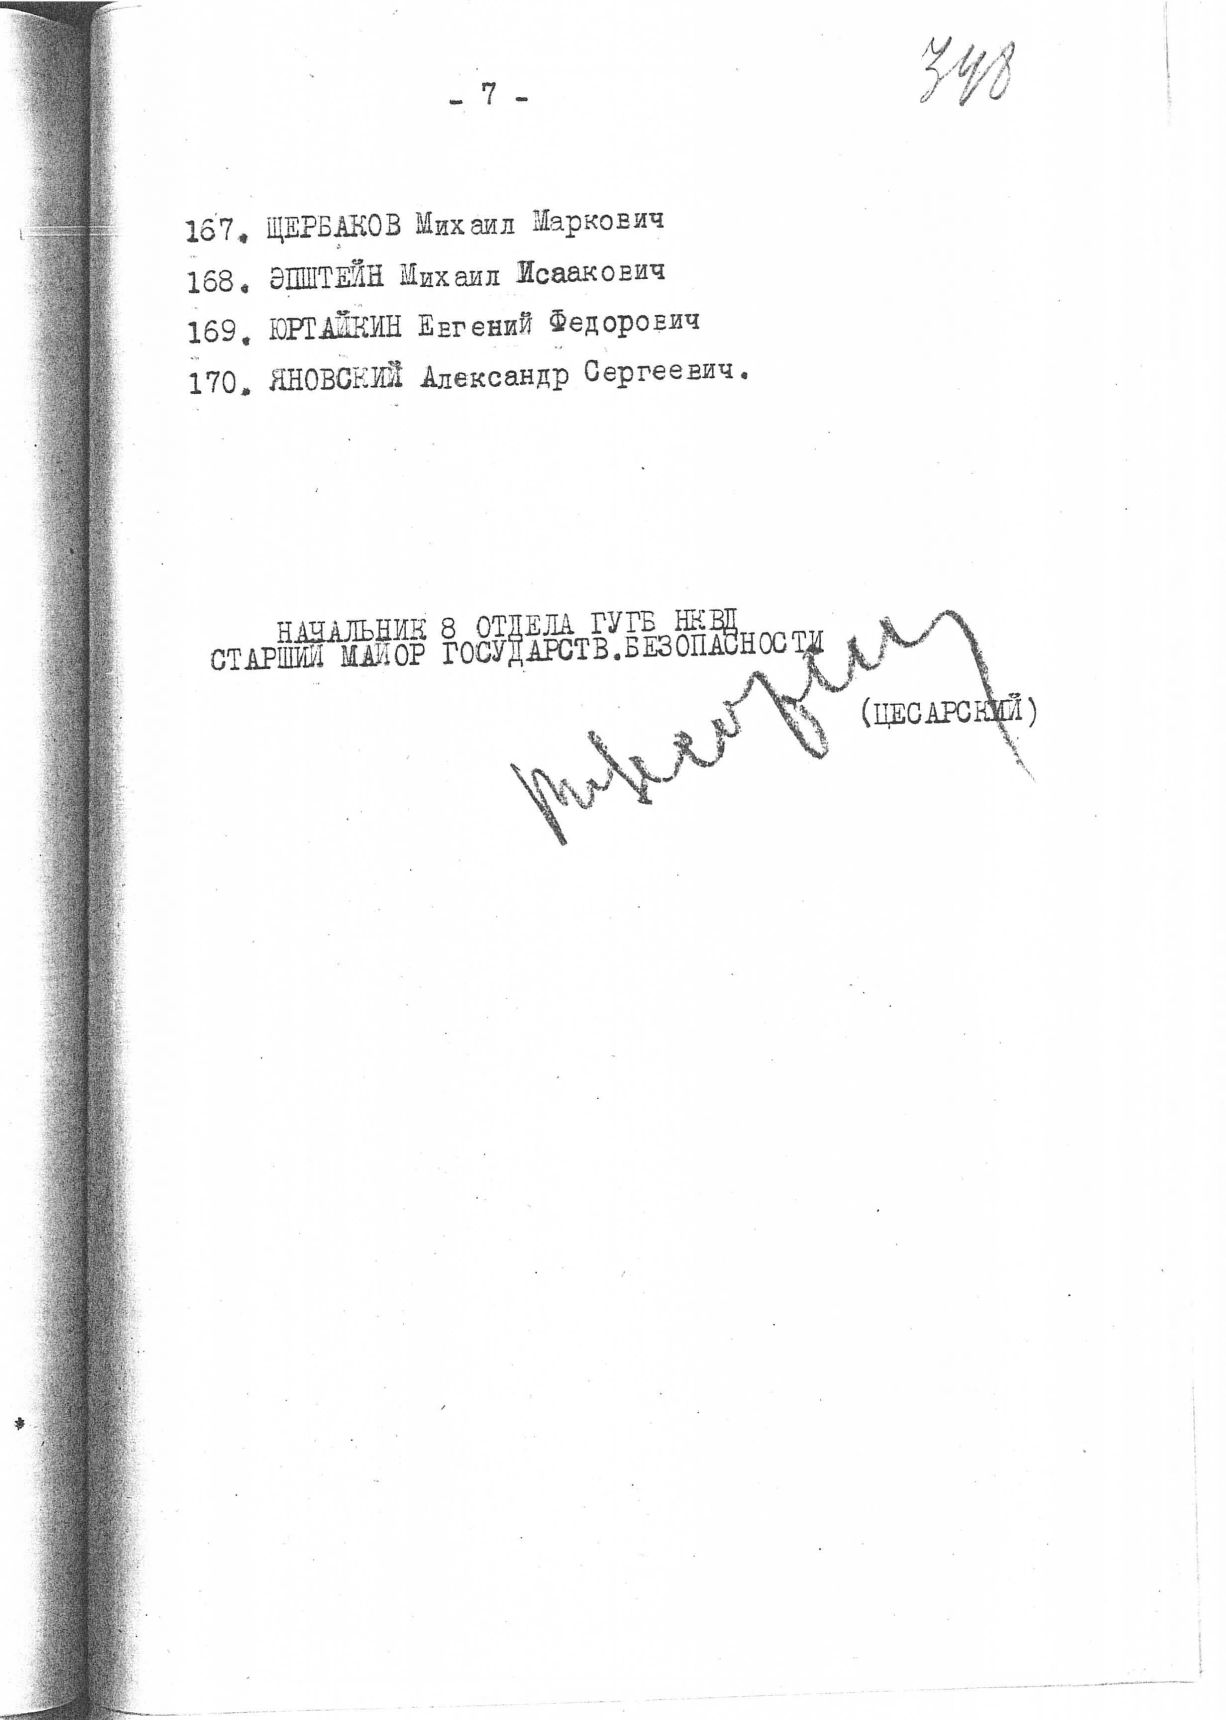 348
- 7 -
167. ЩЕРБАКОВ Михаил Маркович
168. ЭПШТЕЙН Михаил Исаакович
169. ЮРТАЙКИН Евгений Федорович
170. ЯНОВСКИЙ Александр Сергеевич.
НАЧАЛЬНИК 8 ОТДЕЛА ГУГБ НКВД
СТАРШИЙ МАЙОР ГОСУДАРСТВ.БЕЗОПАСНОСТИ
(ЦЕСАРСКИЙ)